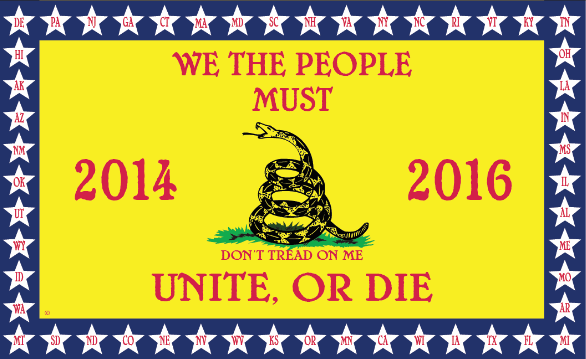 DE PA NJ GA CT MA MD SC NH VA NY NC RI VT KY TN
WE THE PEOPLE
MUST
2014 2016
DON'T TREAD ON ME
UNITE, OR DIE
HI
AK
AZ
NM
OK
UT
WY
ID
WA
OH
LA
IN
MS
IL
AL
ME
MO
AR
MT SD ND CO NE NV WV KS OR MN CA WI IA TX FL MI